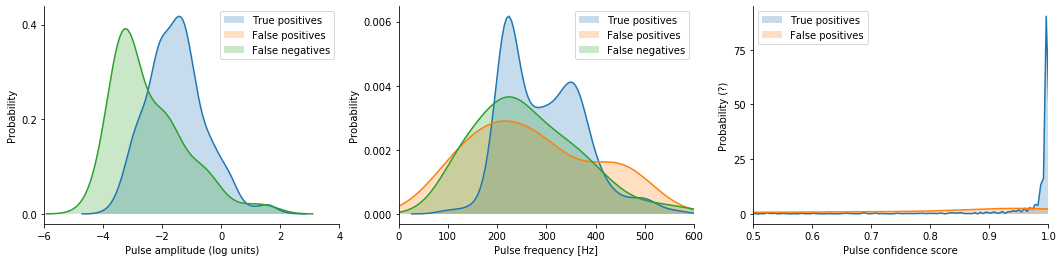 True positives
False positives
False negatives
0.4
0.2
0.0
Probability
−6
−4
−2
0
2
4
Pulse amplitude (log units)
True positives
False positives
False negatives
0.006
0.004
0.002
0.000
Probability
0
100
200
300
400
500
600
Pulse frequency [Hz]
True positives
False positives
75
50
25
0
Probability (?)
0.5
0.6
0.7
0.8
0.9
1.0
Pulse confidence score